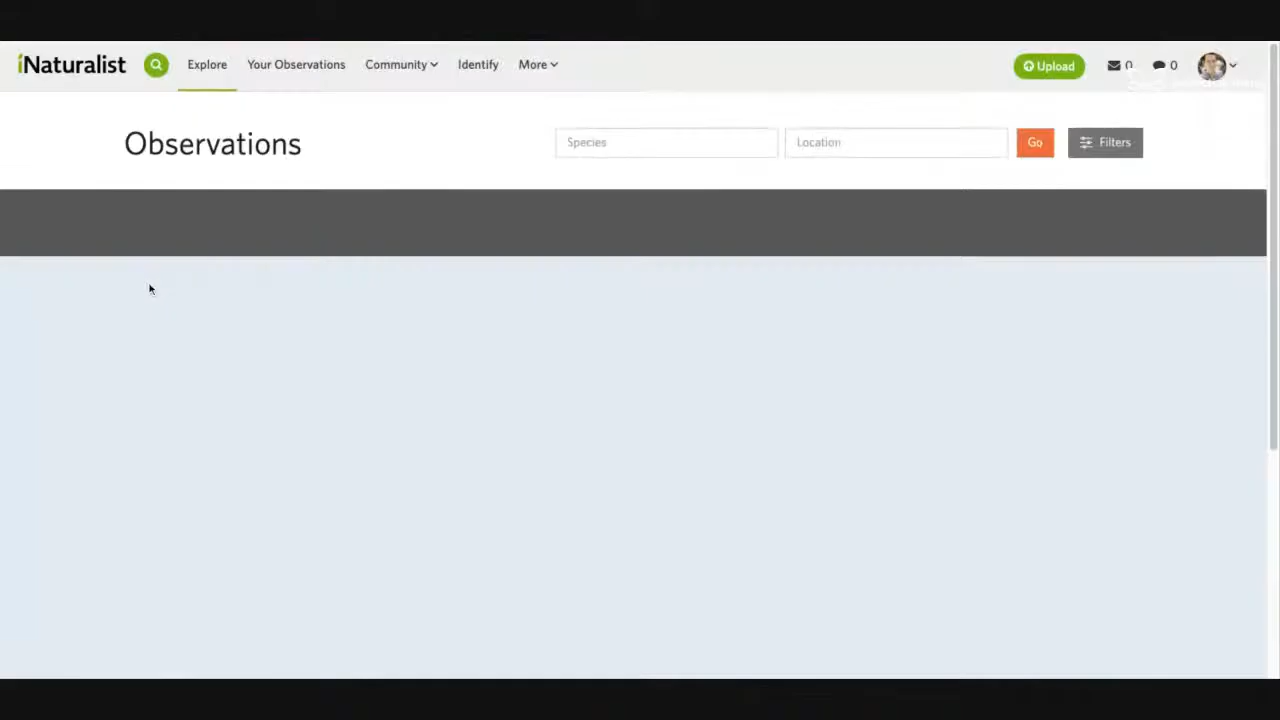 iNaturalist Explore Your Observations Community Identify More Upload 0 0
Observations Species Location Go Filters